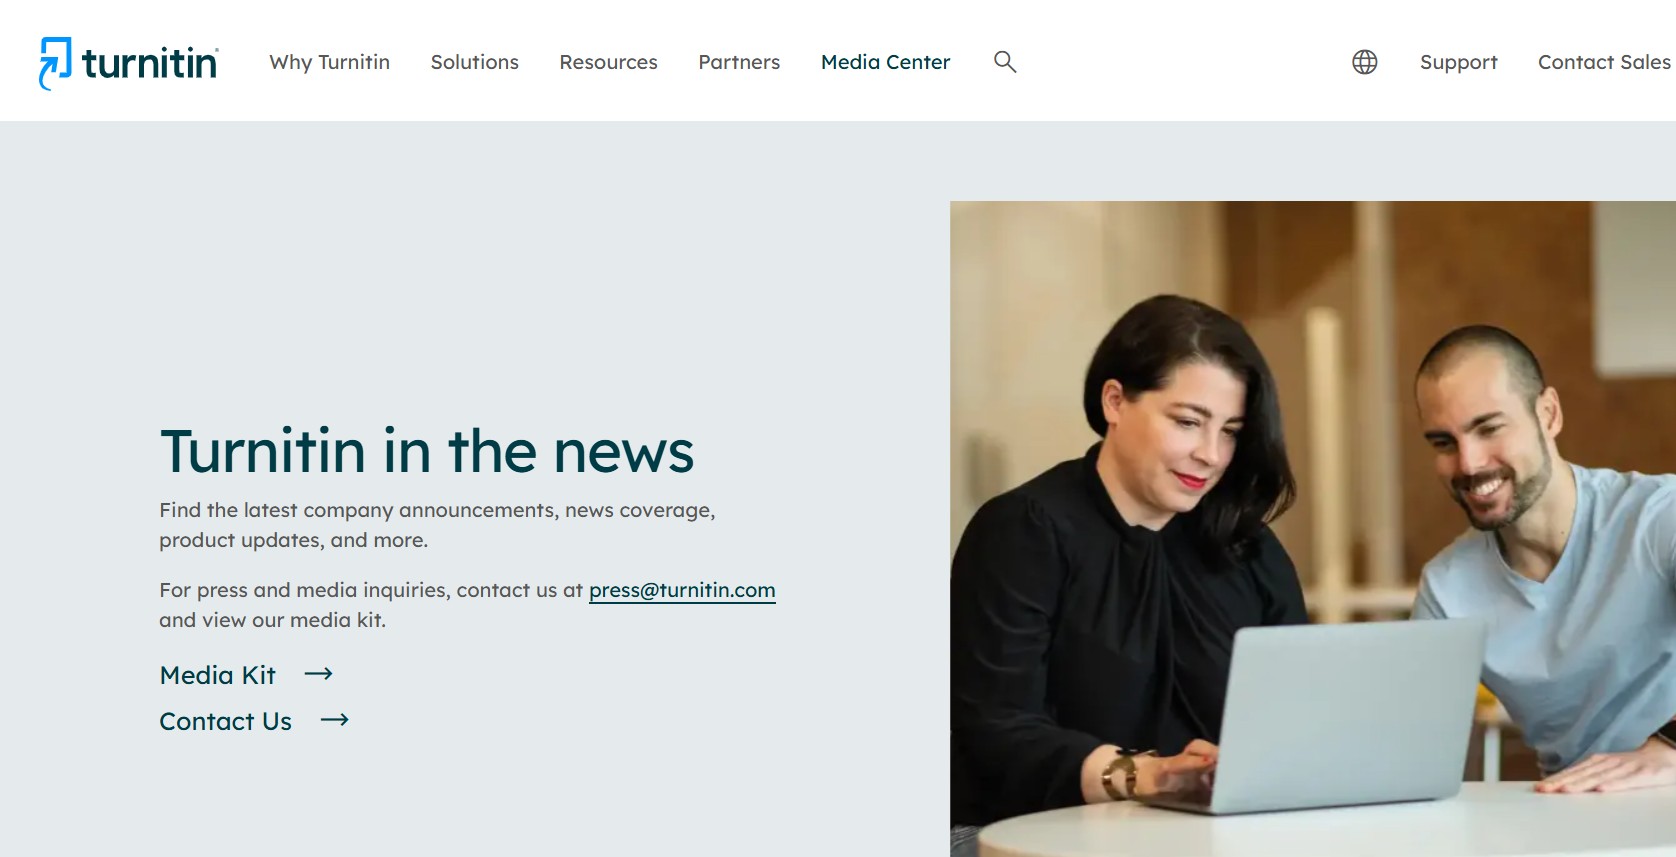 turnitin
Why Turnitin
Solutions
Resources
Partners
Media Center
Support
Contact Sales
Turnitin in the news
Find the latest company announcements, news coverage,
product updates, and more.
For press and media inquiries, contact us at press@turnitin.com
and view our media kit.
Media Kit →
Contact Us →